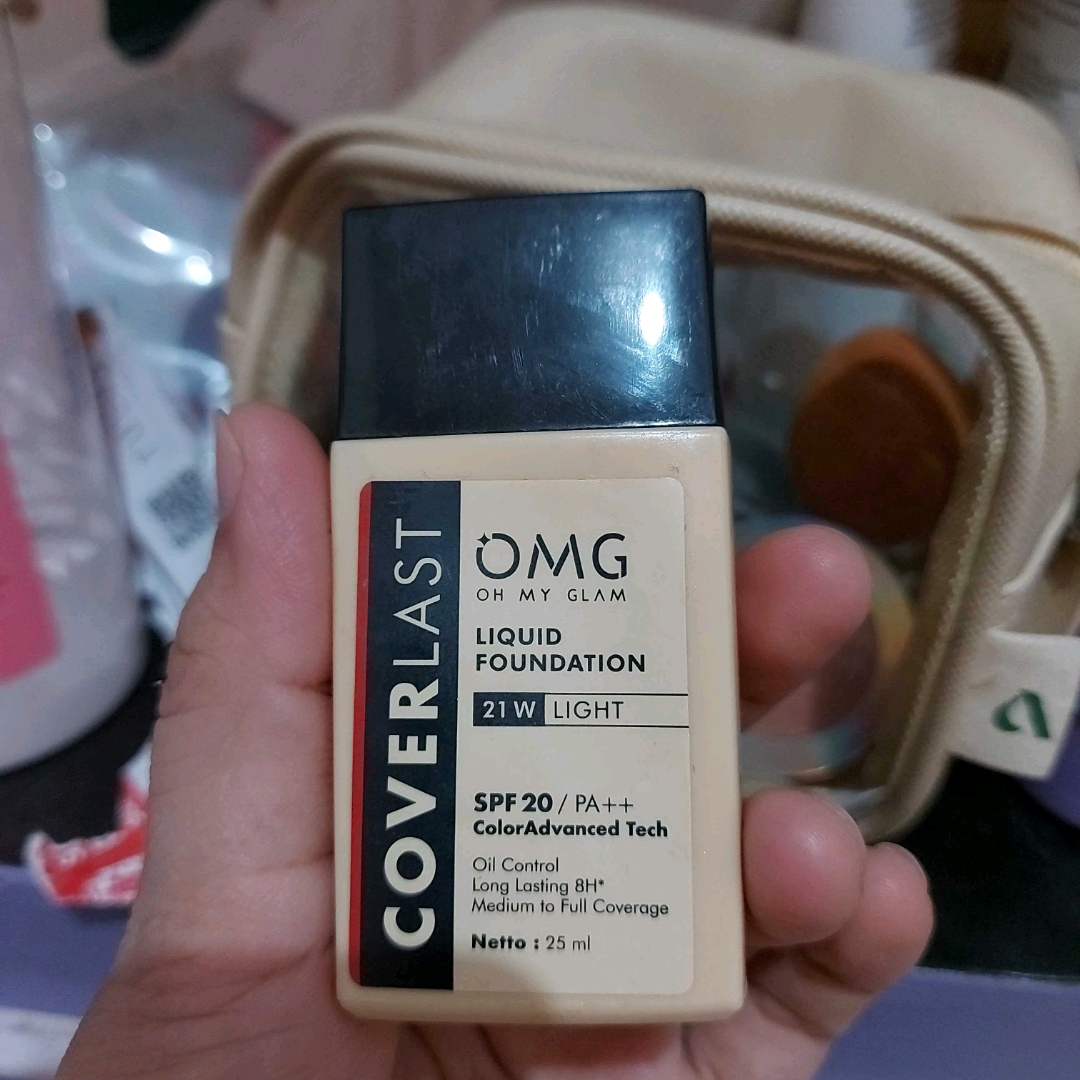 COVERLAST
OMG
OH MY GLAM
LIQUID
FOUNDATION
21 W LIGHT
SPF 20 / PA++
ColorAdvanced Tech
Oil Control
Long Lasting 8H*
Medium to Full Coverage
Netto : 25 ml